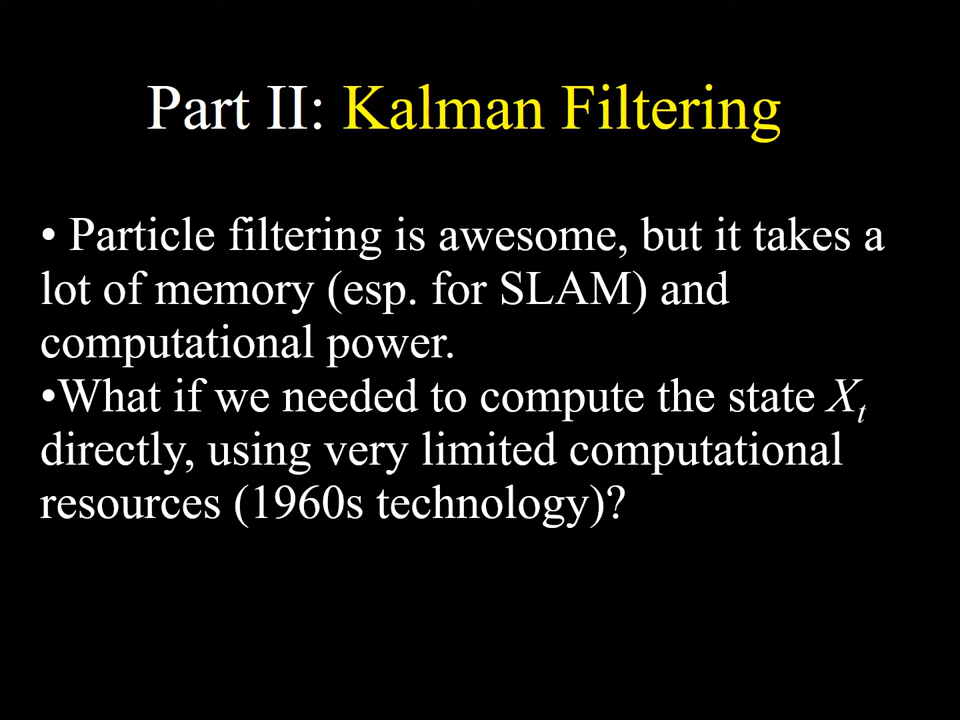 Part II: Kalman Filtering
• Particle filtering is awesome, but it takes a
lot of memory (esp. for SLAM) and
computational power.
•What if we needed to compute the state Xt
directly, using very limited computational
resources (1960s technology)?